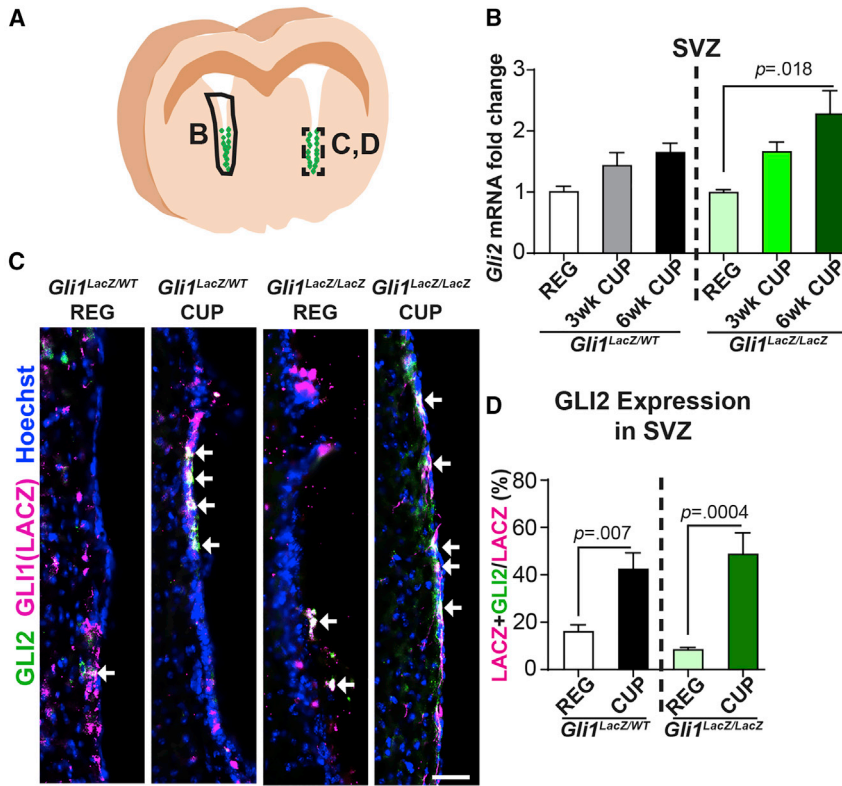 A
B
C,D
B
SVZ
p=.018
Gli2 mRNA fold change
3
2
1
0
REG
3wk CUP
6wk CUP
REG
3wk CUP
6wk CUP
Gli1LacZ/WT
Gli1LacZ/LacZ
C
Gli1LacZ/WT
REG
Gli1LacZ/WT
CUP
Gli1LacZ/LacZ
REG
Gli1LacZ/LacZ
CUP
GLI2 GLI1(LACZ) Hoechst
D
GLI2 Expression
in SVZ
LACZ+GLI2/LACZ (%)
80
60
40
20
0
p=.007
p=.0004
REG
CUP
REG
CUP
Gli1LacZ/WT
Gli1LacZ/LacZ